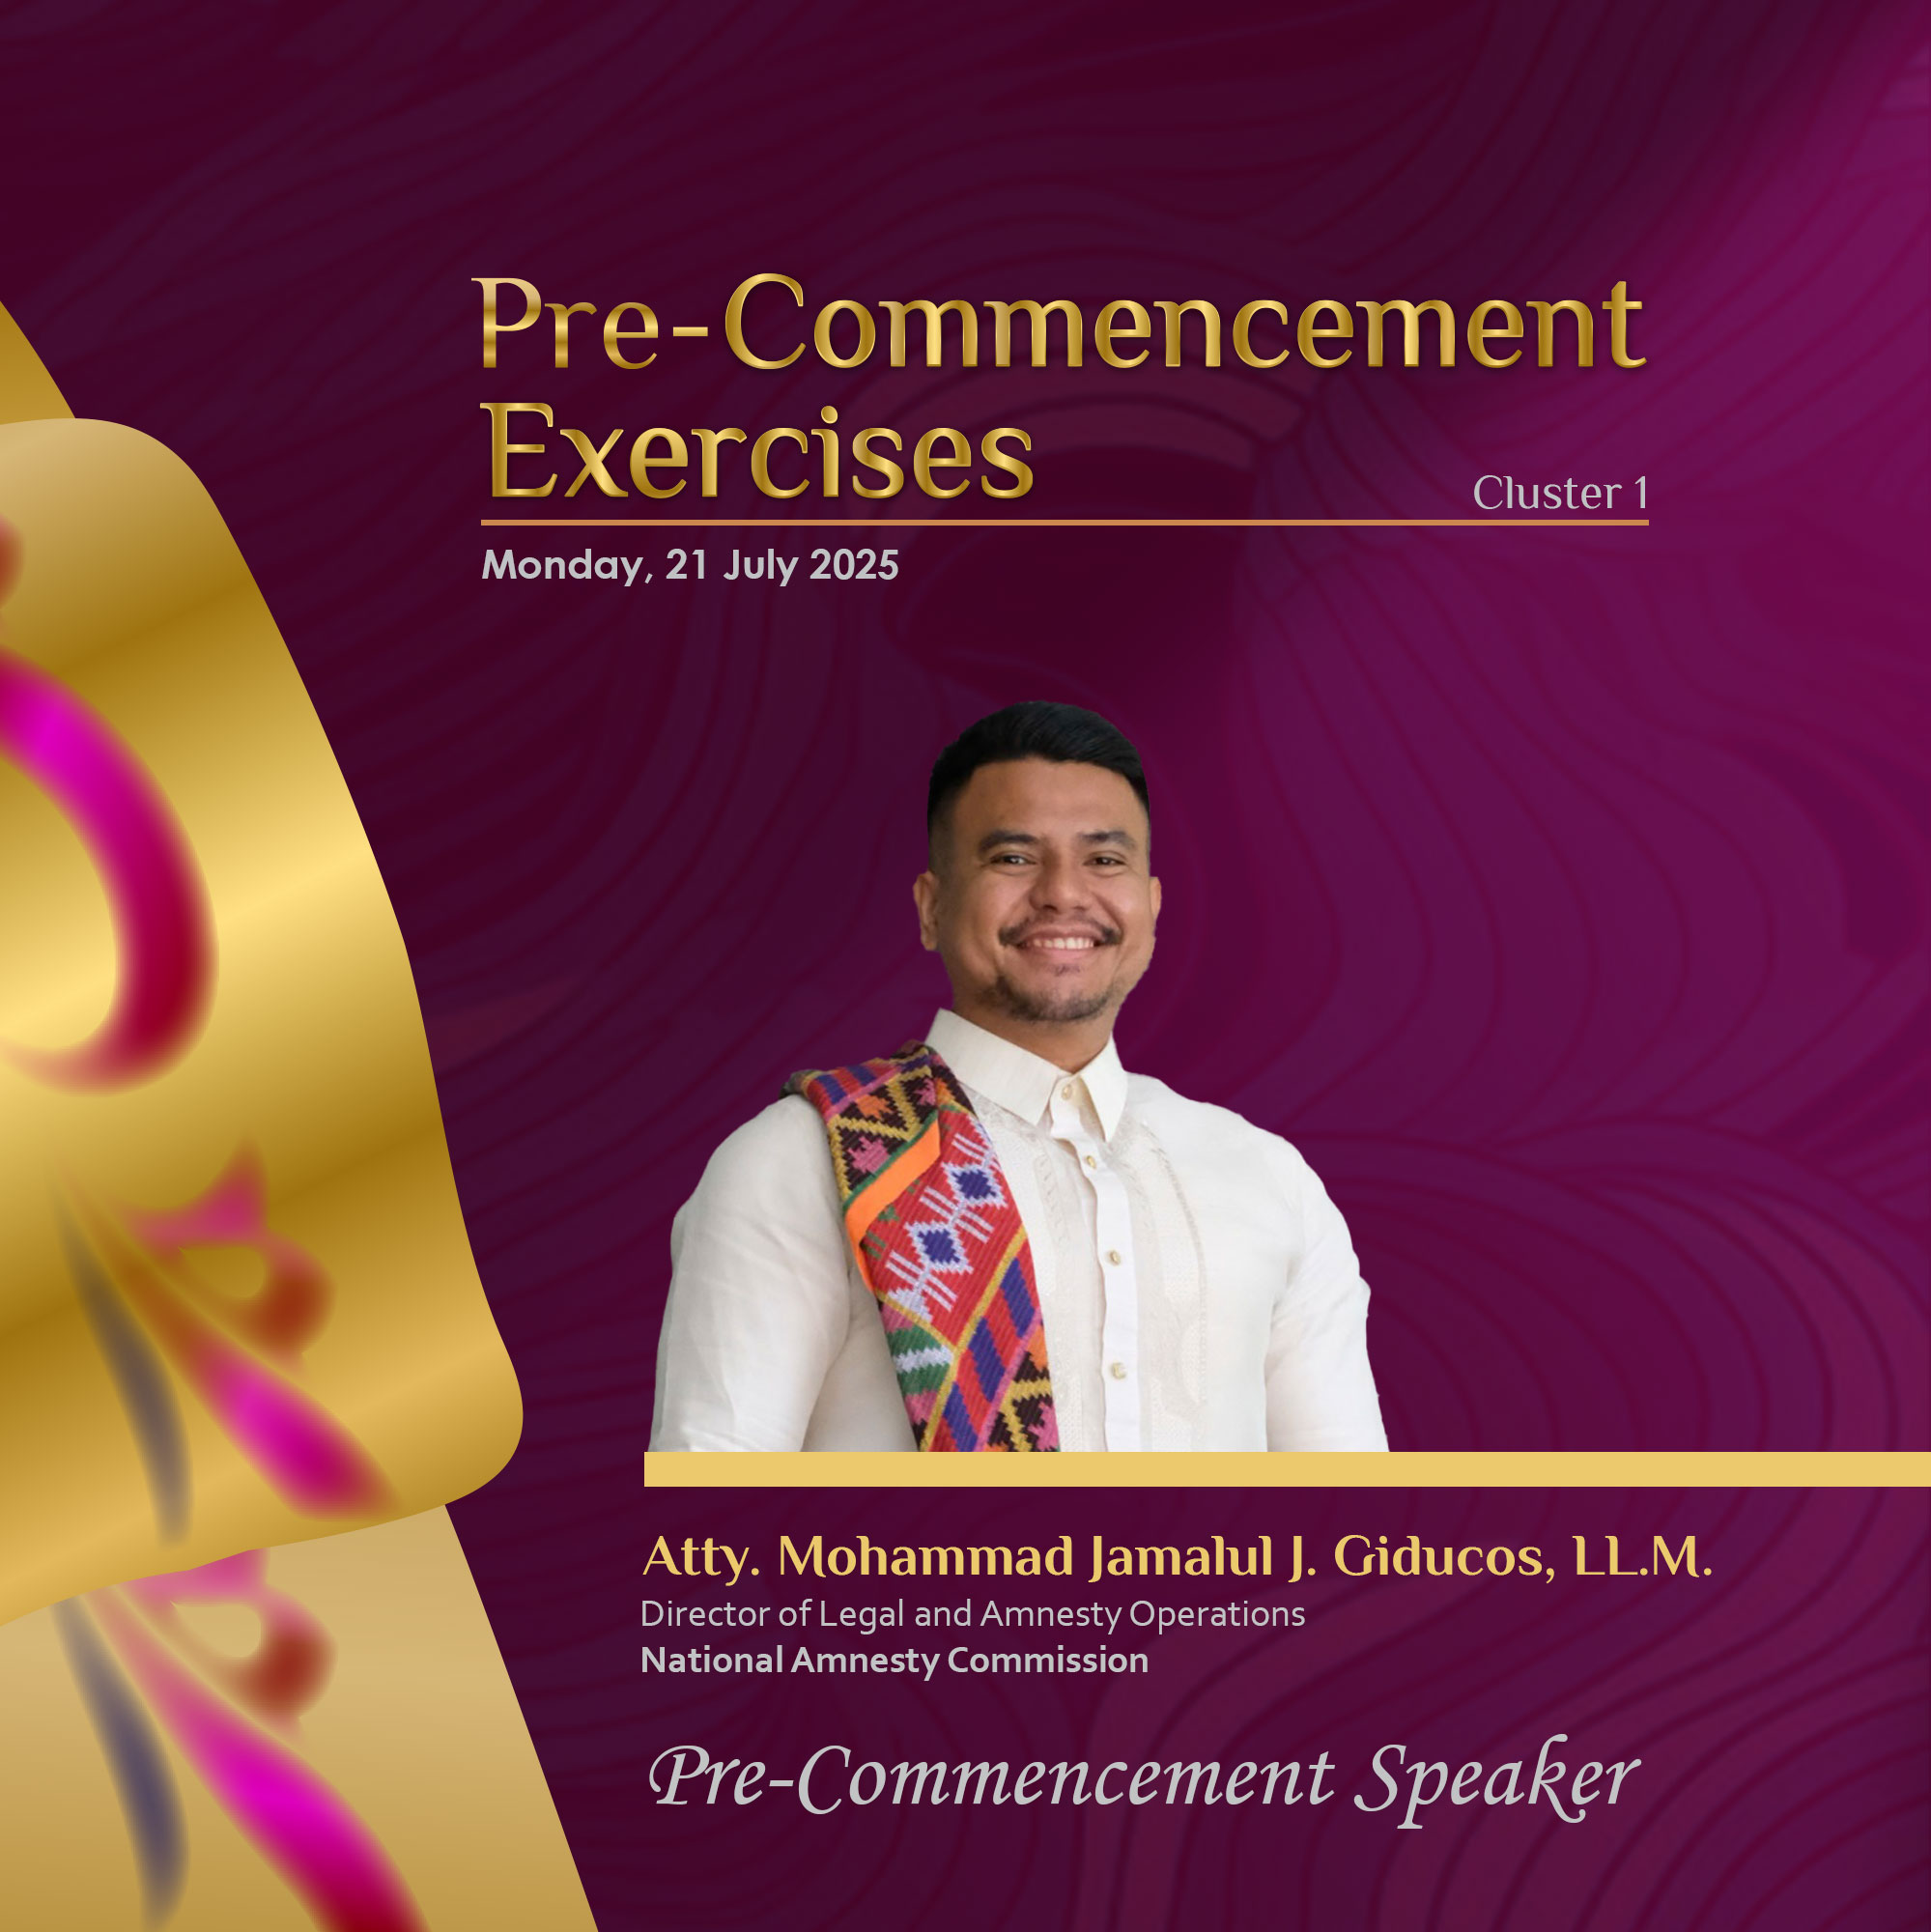 Pre-Commencement
Exercises
Cluster 1
Monday, 21 July 2025
Atty. Mohammad Jamalul J. Giducos, LL.M.
Director of Legal and Amnesty Operations
National Amnesty Commission
Pre-Commencement Speaker